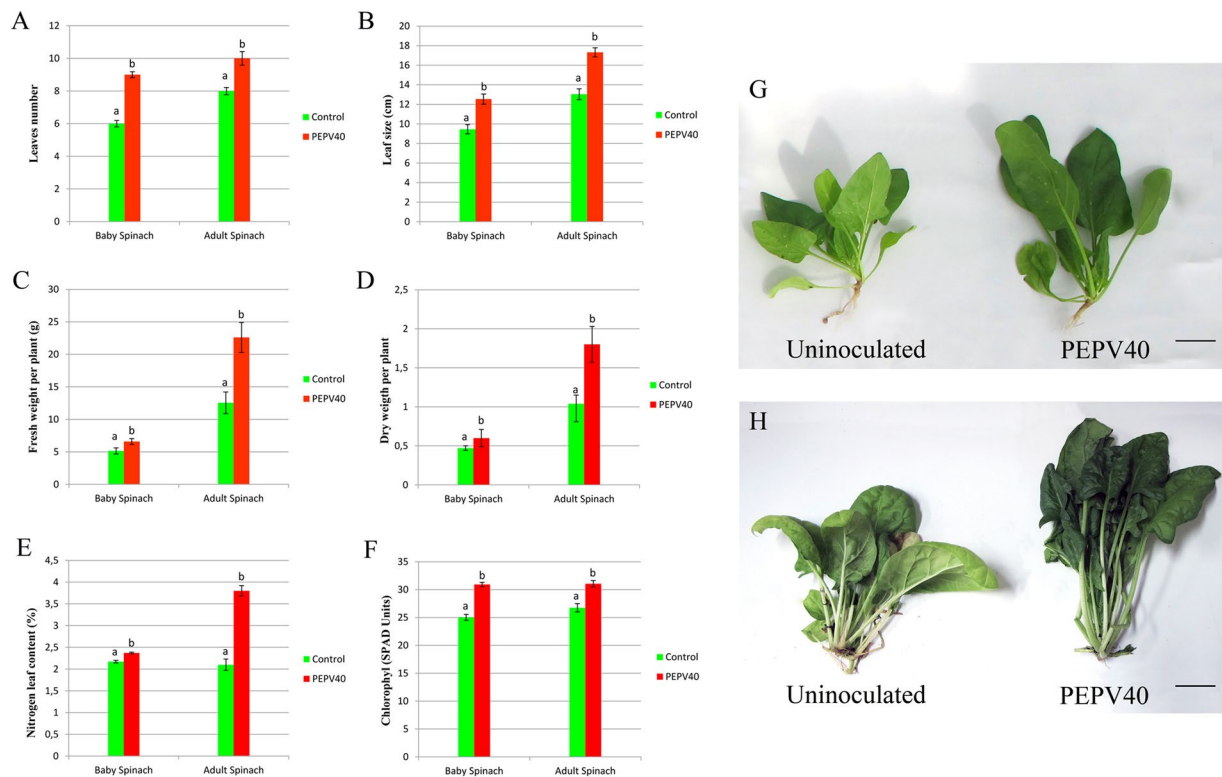 A
Leaves number
12
10
8
6
4
2
0
a
b
a
b
Baby Spinach
Adult Spinach
Control
PEPV40
B
Leaf size (cm)
20
18
16
14
12
10
8
6
4
2
0
a
b
a
b
Baby Spinach
Adult Spinach
Control
PEPV40
C
Fresh weight per plant (g)
30
25
20
15
10
5
0
a
b
a
b
Baby Spinach
Adult Spinach
Control
PEPV40
D
Dry weigth per plant
2,5
2
1,5
1
0,5
0
a
b
a
b
Baby Spinach
Adult Spinach
Control
PEPV40
E
Nitrogen leaf content (%)
4,5
4
3,5
3
2,5
2
1,5
1
0,5
0
a
b
a
b
Baby Spinach
Adult Spinach
Control
PEPV40
F
Chlorophyl (SPAD Units)
35
30
25
20
15
10
5
0
a
b
a
b
Baby Spinach
Adult Spinach
Control
PEPV40
G
Uninoculated
PEPV40
H
Uninoculated
PEPV40